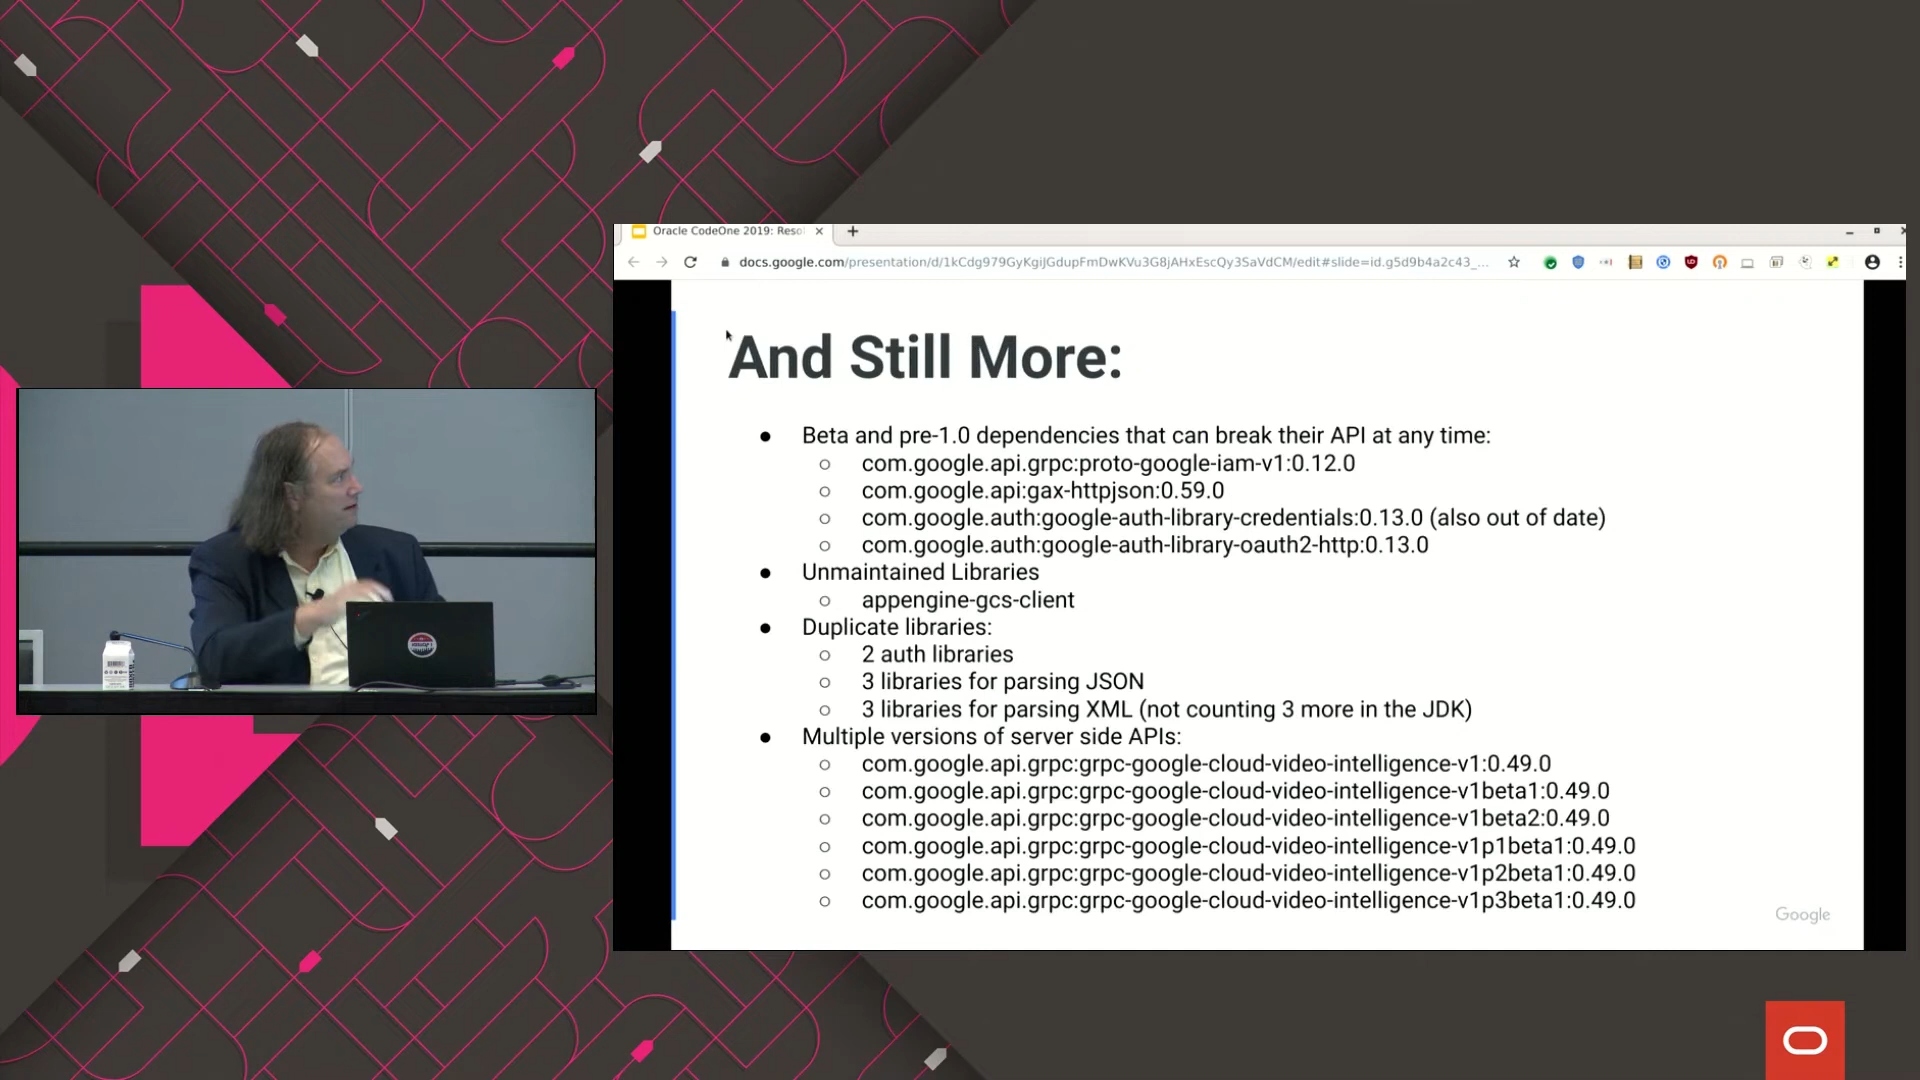 Oracle CodeOne 2019: Reso
docs.google.com/presentation/d/1kCdg979GyKgijJGdupFmDwKVu3G8jAHxEscQy3SaVdCM/edit#slide=id.g5d9b4a2c43_...
And Still More:
● Beta and pre-1.0 dependencies that can break their API at any time:
○ com.google.api.grpc:proto-google-iam-v1:0.12.0
○ com.google.api:gax-httpjson:0.59.0
○ com.google.auth:google-auth-library-credentials:0.13.0 (also out of date)
○ com.google.auth:google-auth-library-oauth2-http:0.13.0
● Unmaintained Libraries
○ appengine-gcs-client
● Duplicate libraries:
○ 2 auth libraries
○ 3 libraries for parsing JSON
○ 3 libraries for parsing XML (not counting 3 more in the JDK)
● Multiple versions of server side APIs:
○ com.google.api.grpc:grpc-google-cloud-video-intelligence-v1:0.49.0
○ com.google.api.grpc:grpc-google-cloud-video-intelligence-v1beta1:0.49.0
○ com.google.api.grpc:grpc-google-cloud-video-intelligence-v1beta2:0.49.0
○ com.google.api.grpc:grpc-google-cloud-video-intelligence-v1p1beta1:0.49.0
○ com.google.api.grpc:grpc-google-cloud-video-intelligence-v1p2beta1:0.49.0
○ com.google.api.grpc:grpc-google-cloud-video-intelligence-v1p3beta1:0.49.0
Google